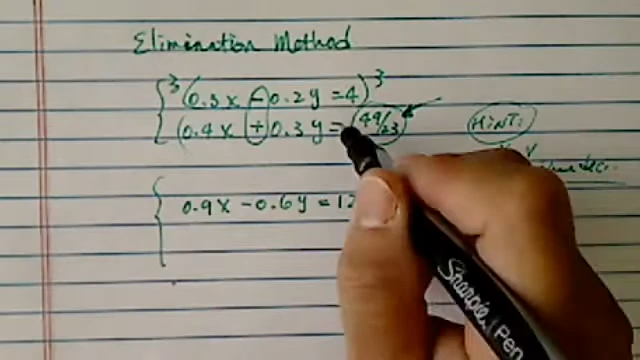 Elimination Method
3(0.3x - 0.2y = 4)3
(0.4x + 0.3y = 49/23
HINT:
0.9x - 0.6y = 12
Sharpie Pen